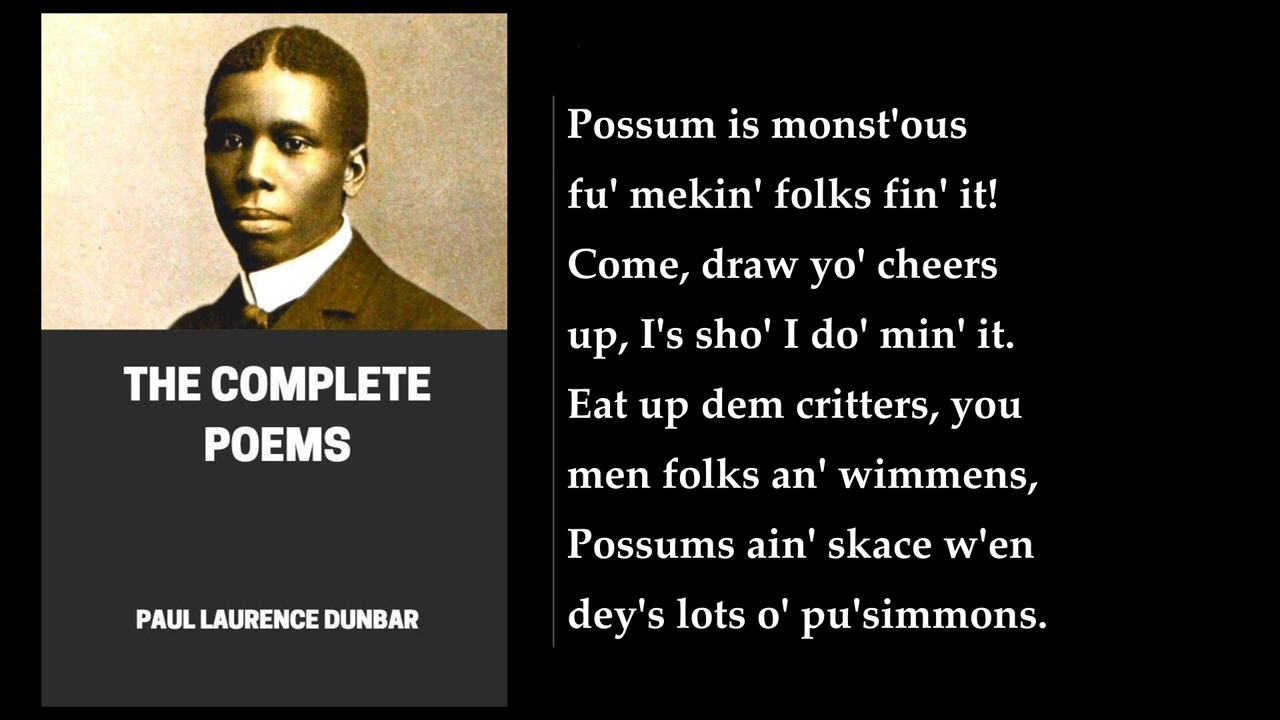 THE COMPLETE
POEMS
PAUL LAURENCE DUNBAR
Possum is monst'ous
fu' mekin' folks fin' it!
Come, draw yo' cheers
up, I's sho' I do' min' it.
Eat up dem critters, you
men folks an' wimmens,
Possums ain' skace w'en
dey's lots o' pu'simmons.